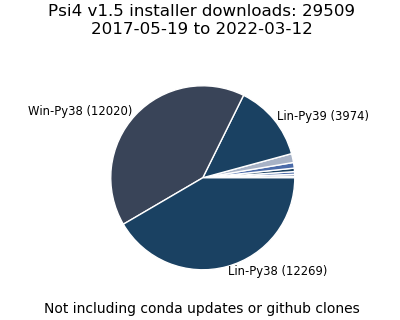 Psi4 v1.5 installer downloads: 29509
2017-05-19 to 2022-03-12
Win-Py38 (12020)
Lin-Py39 (3974)
Lin-Py38 (12269)
Not including conda updates or github clones